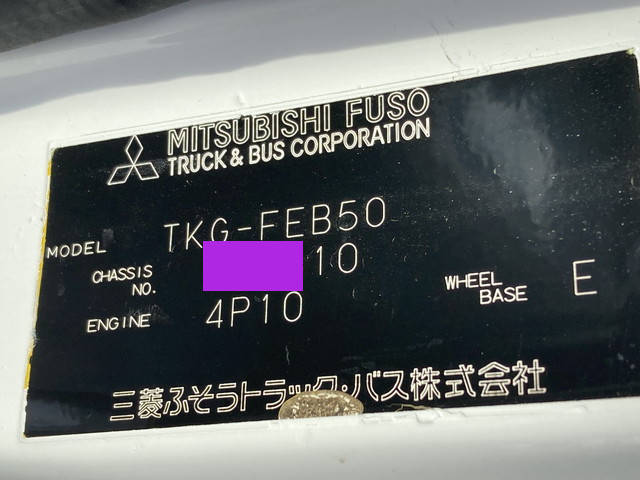 MITSUBISHI FUSO
TRUCK & BUS CORPORATION
MODEL TKG-FEB50
CHASSIS NO. 10
ENGINE 4P10
WHEEL BASE E
三菱ふそうトラック・バス株式会社